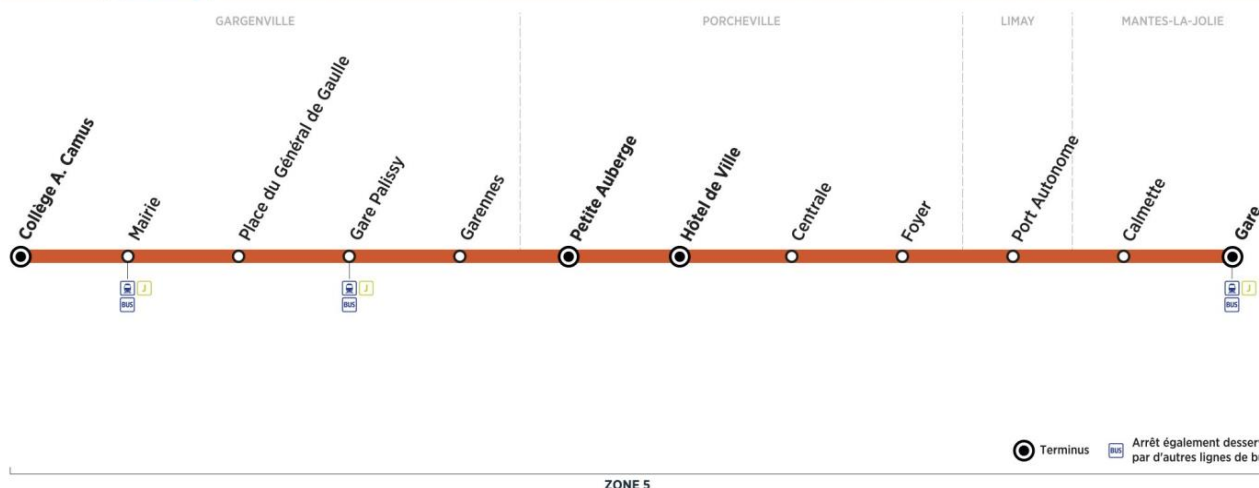 GARGENVILLE
PORCHEVILLE
LIMAY
MANTES-LA-JOLIE
Collège A. Camus
Mairie
Place du Général de Gaulle
Gare Palissy
Garennes
Petite Auberge
Hôtel de Ville
Centrale
Foyer
Port Autonome
Calmette
Gare
J
BUS
J
BUS
J
BUS
Terminus
BUS
Arrêt également desser
par d'autres lignes de b
ZONE 5